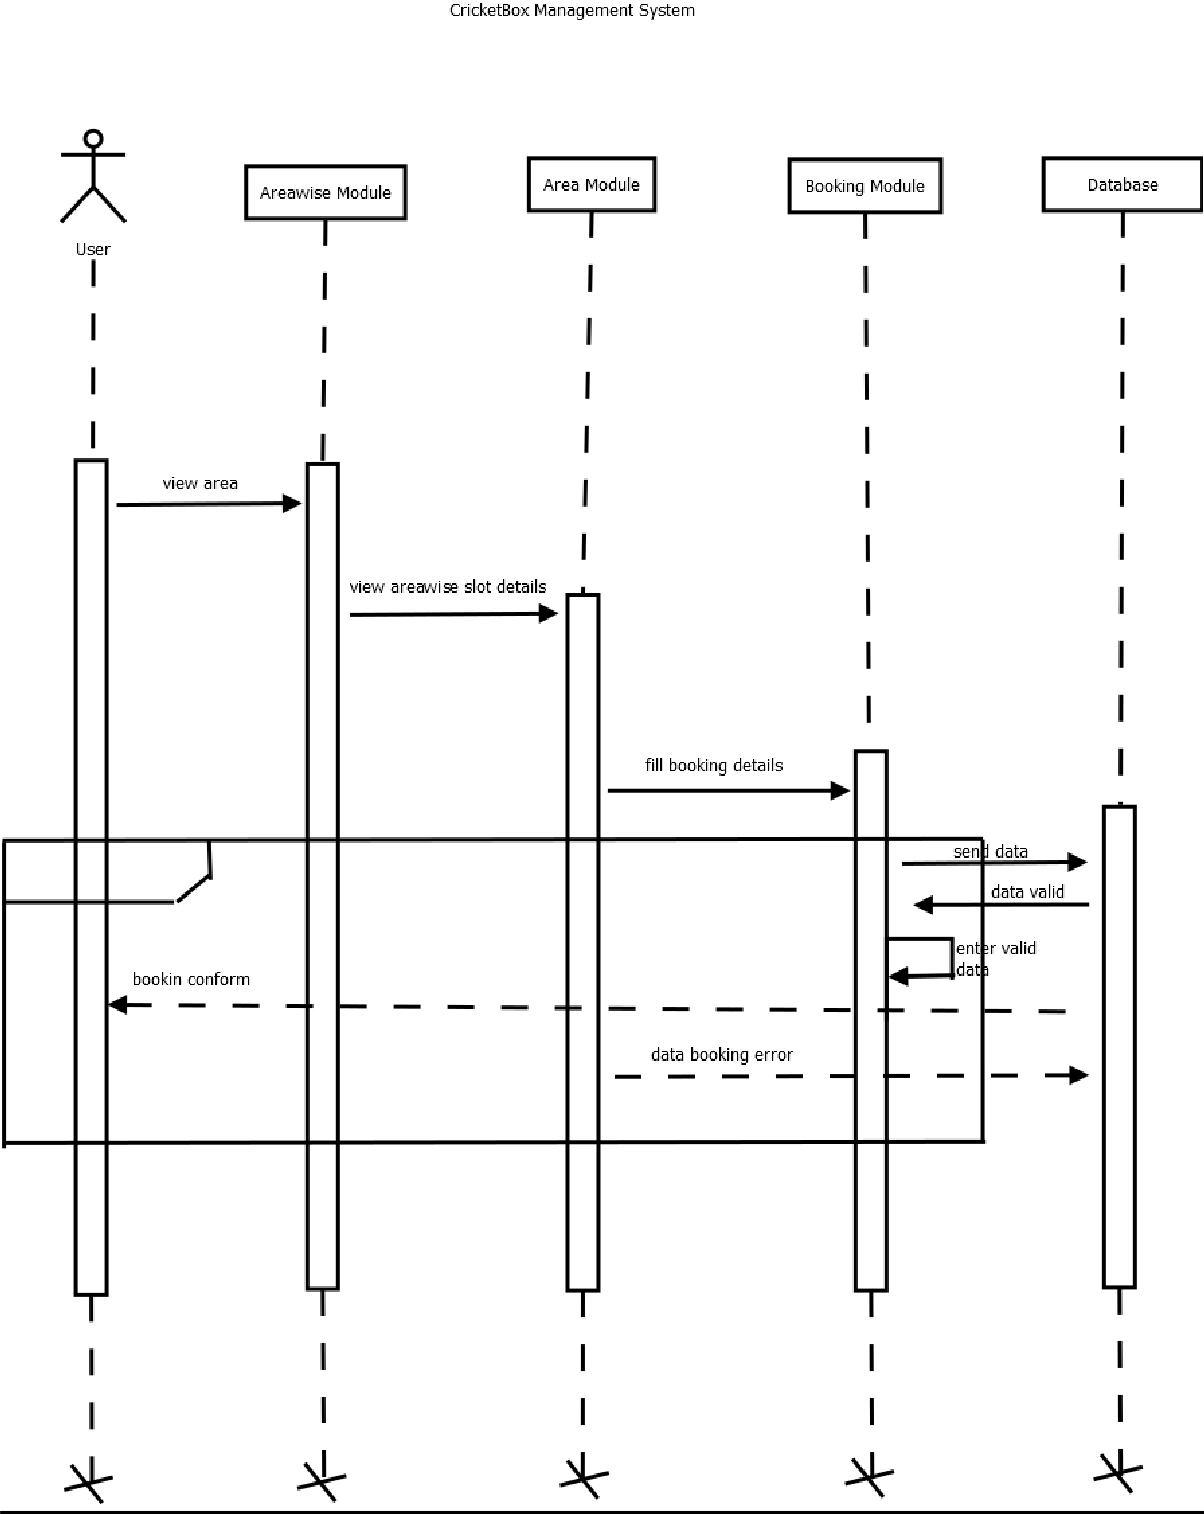 CricketBox Management System
User
Areawise Module
Area Module
Booking Module
Database
view area
view areawise slot details
fill booking details
send data
data valid
enter valid
data
bookin conform
data booking error